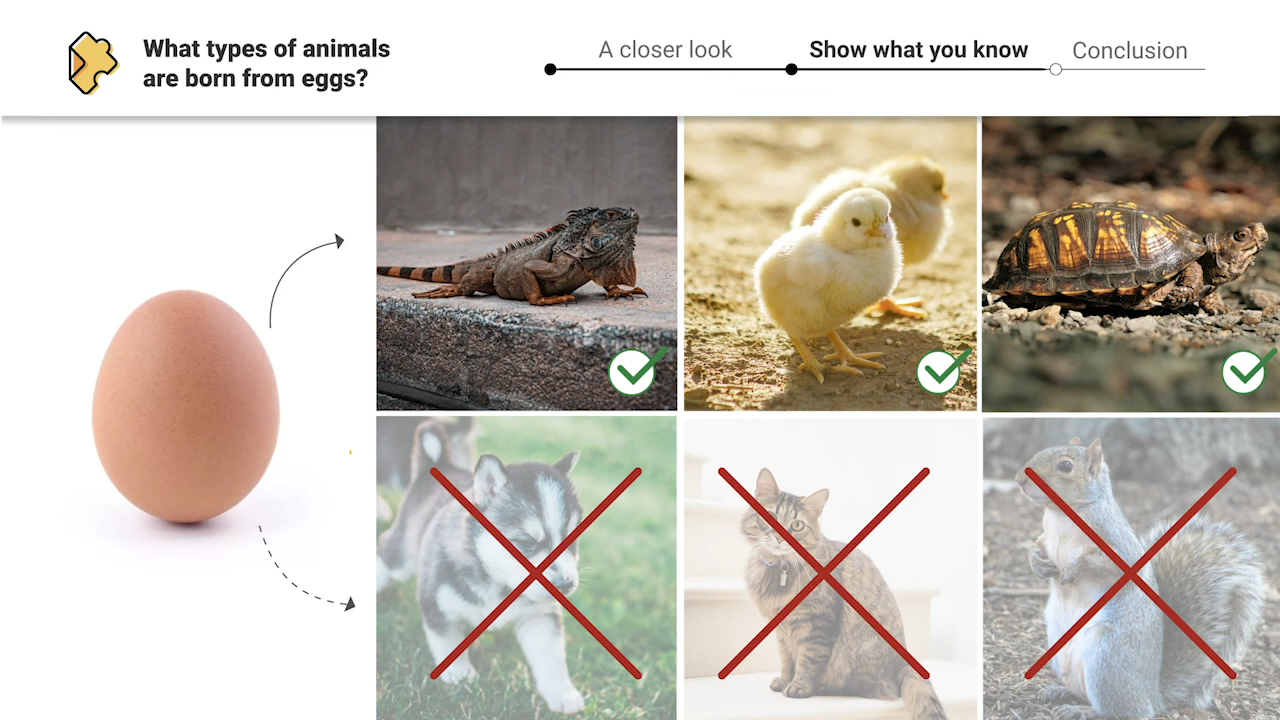 What types of animals
are born from eggs?
A closer look
Show what you know
Conclusion